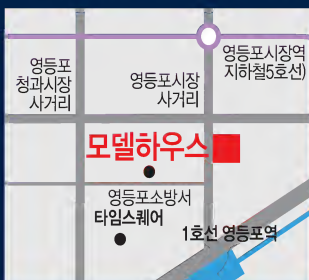 영등포시장역
지하철5호선)
영등포
청과시장
사거리
영등포시장
사거리
모델하우스
영등포소방서
타임스퀘어
1호선 영등포역